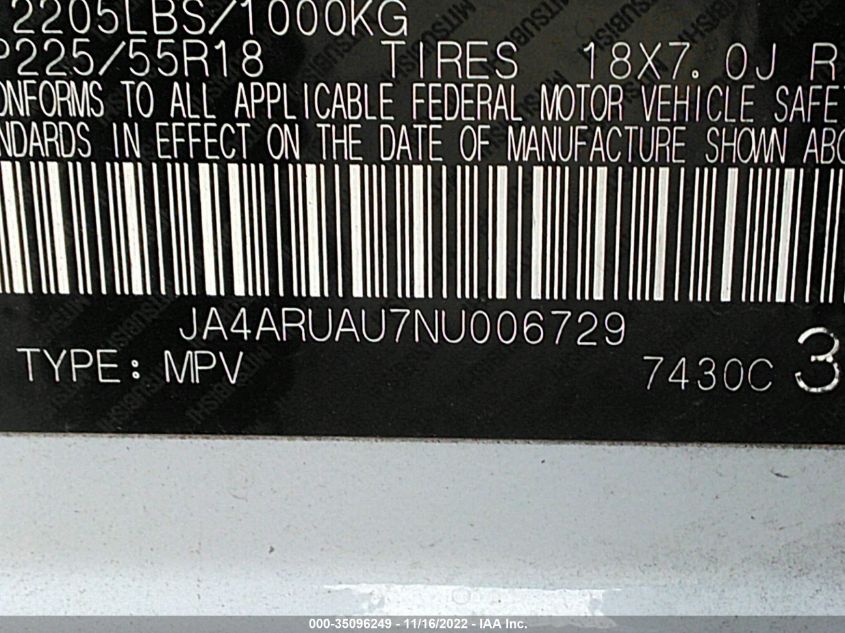 2205LBS/1000KG
P225/55R18 TIRES 18X7.0J R
ONFORMS TO ALL APPLICABLE FEDERAL MOTOR VEHICLE SAFET
NDARDS IN EFFECT ON THE DATE OF MANUFACTURE SHOWN ABO
JA4ARUAU7NU006729
TYPE: MPV 7430C 3
000-35096249 - 11/16/2022 - IAA Inc.